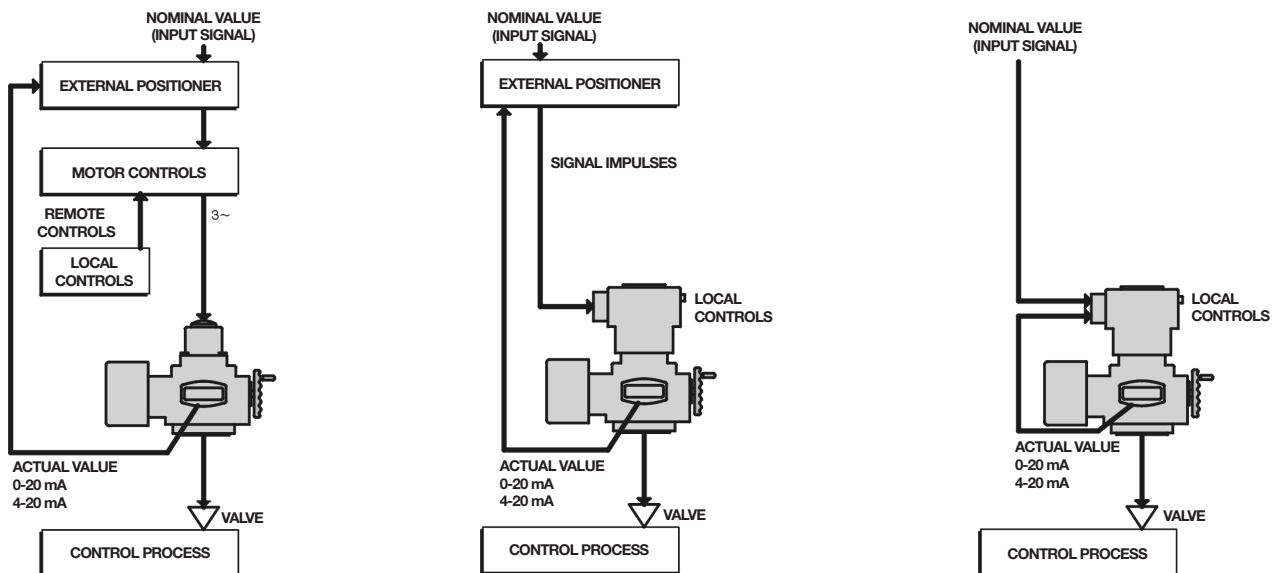 NOMINAL VALUE
(INPUT SIGNAL)
EXTERNAL POSITIONER
MOTOR CONTROLS
REMOTE
CONTROLS
3~
LOCAL
CONTROLS
ACTUAL VALUE
0-20 mA
4-20 mA
VALVE
CONTROL PROCESS
NOMINAL VALUE
(INPUT SIGNAL)
EXTERNAL POSITIONER
SIGNAL IMPULSES
LOCAL
CONTROLS
ACTUAL VALUE
0-20 mA
4-20 mA
VALVE
CONTROL PROCESS
NOMINAL VALUE
(INPUT SIGNAL)
LOCAL
CONTROLS
ACTUAL VALUE
0-20 mA
4-20 mA
VALVE
CONTROL PROCESS